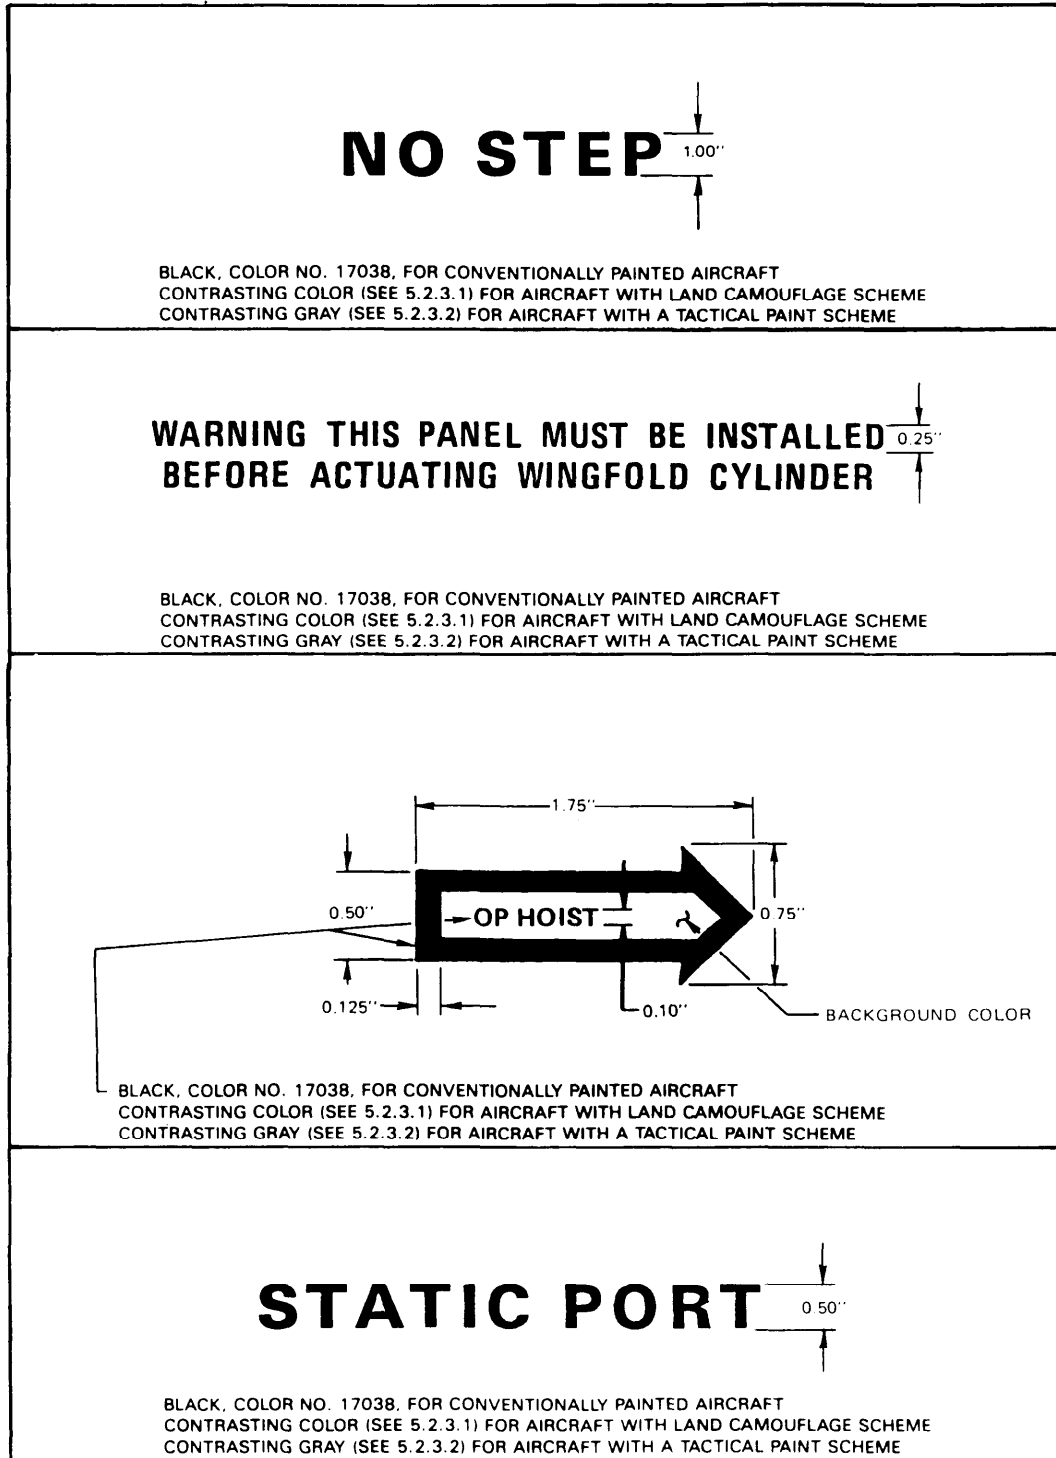 NO STEP
1.00"
BLACK, COLOR NO. 17038, FOR CONVENTIONALLY PAINTED AIRCRAFT
CONTRASTING COLOR (SEE 5.2.3.1) FOR AIRCRAFT WITH LAND CAMOUFLAGE SCHEME
CONTRASTING GRAY (SEE 5.2.3.2) FOR AIRCRAFT WITH A TACTICAL PAINT SCHEME
WARNING THIS PANEL MUST BE INSTALLED
0.25"
BEFORE ACTUATING WINGFOLD CYLINDER
BLACK, COLOR NO. 17038, FOR CONVENTIONALLY PAINTED AIRCRAFT
CONTRASTING COLOR (SEE 5.2.3.1) FOR AIRCRAFT WITH LAND CAMOUFLAGE SCHEME
CONTRASTING GRAY (SEE 5.2.3.2) FOR AIRCRAFT WITH A TACTICAL PAINT SCHEME
1.75"
0.50"
OP HOIST
0.75"
0.125"
0.10"
BACKGROUND COLOR
BLACK, COLOR NO. 17038, FOR CONVENTIONALLY PAINTED AIRCRAFT
CONTRASTING COLOR (SEE 5.2.3.1) FOR AIRCRAFT WITH LAND CAMOUFLAGE SCHEME
CONTRASTING GRAY (SEE 5.2.3.2) FOR AIRCRAFT WITH A TACTICAL PAINT SCHEME
STATIC PORT
0.50"
BLACK, COLOR NO. 17038, FOR CONVENTIONALLY PAINTED AIRCRAFT
CONTRASTING COLOR (SEE 5.2.3.1) FOR AIRCRAFT WITH LAND CAMOUFLAGE SCHEME
CONTRASTING GRAY (SEE 5.2.3.2) FOR AIRCRAFT WITH A TACTICAL PAINT SCHEME